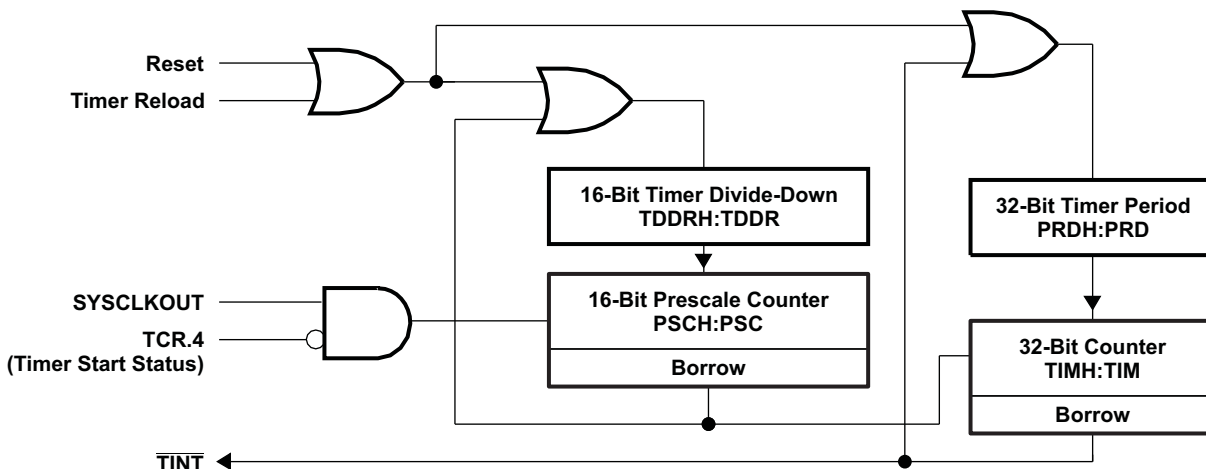 Reset
Timer Reload
16-Bit Timer Divide-Down
TDDRH:TDDR
32-Bit Timer Period
PRDH:PRD
SYSCLKOUT
TCR.4
(Timer Start Status)
16-Bit Prescale Counter
PSCH:PSC
Borrow
32-Bit Counter
TIMH:TIM
Borrow
TINT